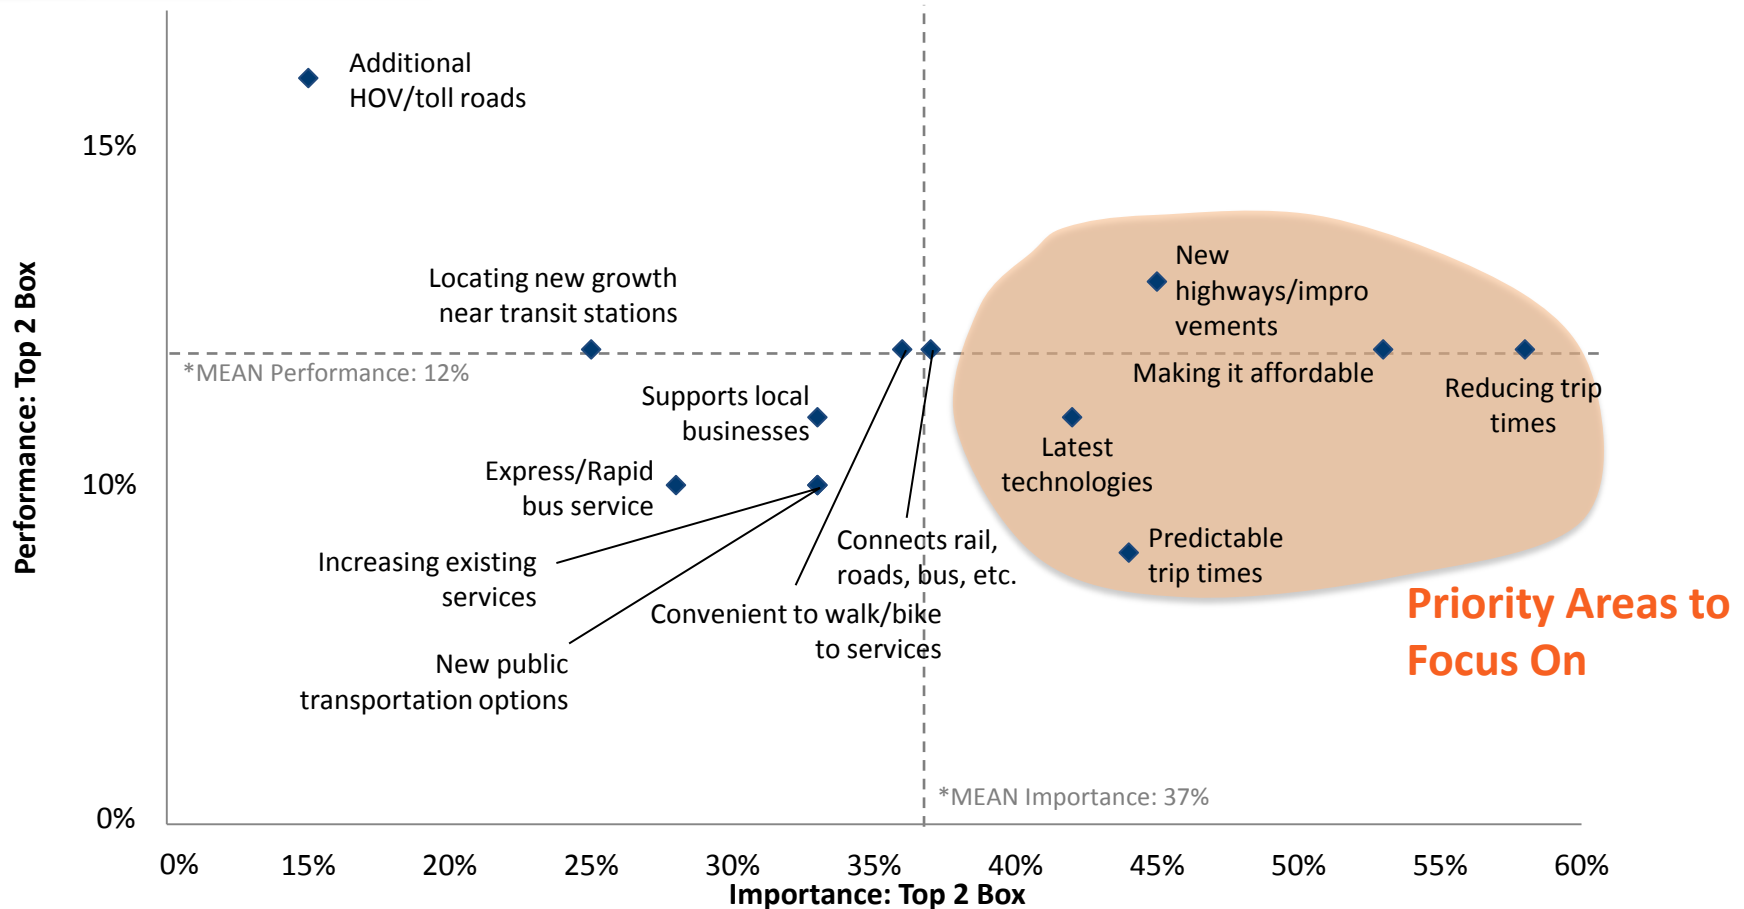 Additional
HOV/toll roads
15%
Performance: Top 2 Box
New
highways/impro
vements
Locating new growth
near transit stations
*MEAN Performance: 12%
Making it affordable
Reducing trip
times
Supports local
businesses
Latest
technologies
Express/Rapid
bus service
10%
Connects rail,
roads, bus, etc.
Predictable
trip times
Increasing existing
services
Convenient to walk/bike
to services
Priority Areas to
Focus On
New public
transportation options
*MEAN Importance: 37%
0%
0% 15% 20% 25% 30% 35% 40% 45% 50% 55% 60%
Importance: Top 2 Box